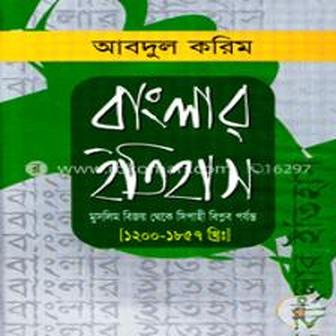 আবদুল করিম
বাংলার
ইতিহাস
মুসলিম বিজয় থেকে সিপাহী বিপ্লব পর্যন্ত
[১২০০-১৮৫৭ খ্রিঃ]